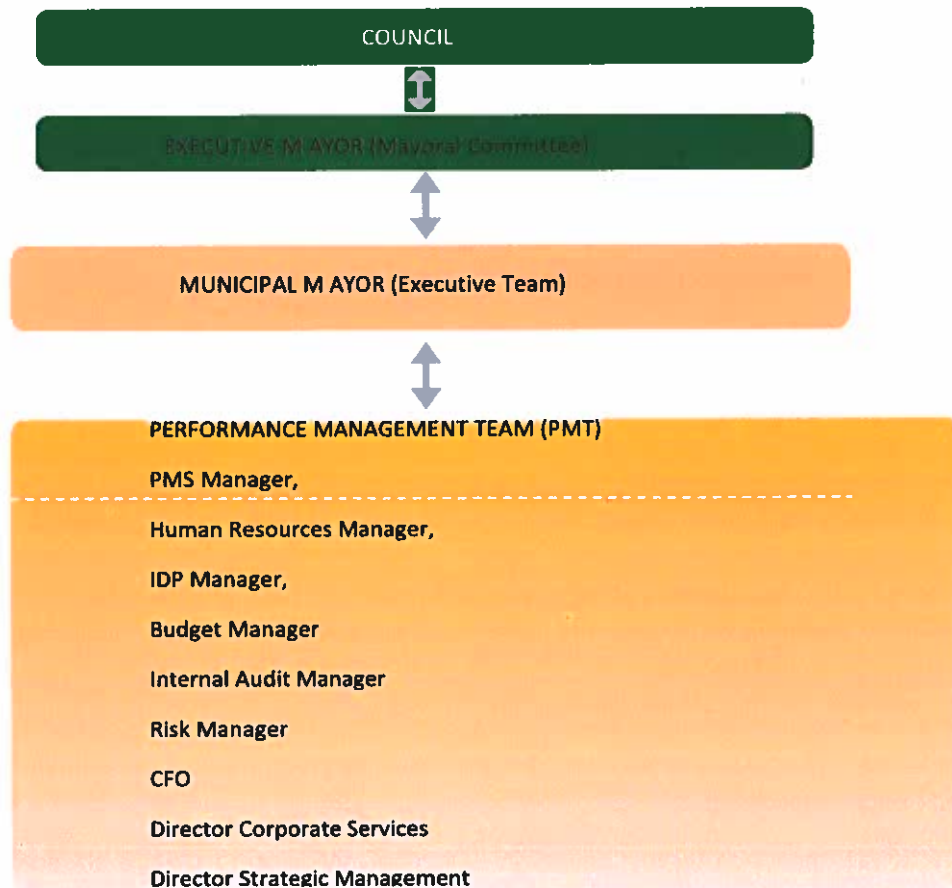 COUNCIL
EXECUTIVE M AYOR (Mayoral Committee)
MUNICIPAL M AYOR (Executive Team)
PERFORMANCE MANAGEMENT TEAM (PMT)
PMS Manager,
Human Resources Manager,
IDP Manager,
Budget Manager
Internal Audit Manager
Risk Manager
CFO
Director Corporate Services
Director Strategic Management